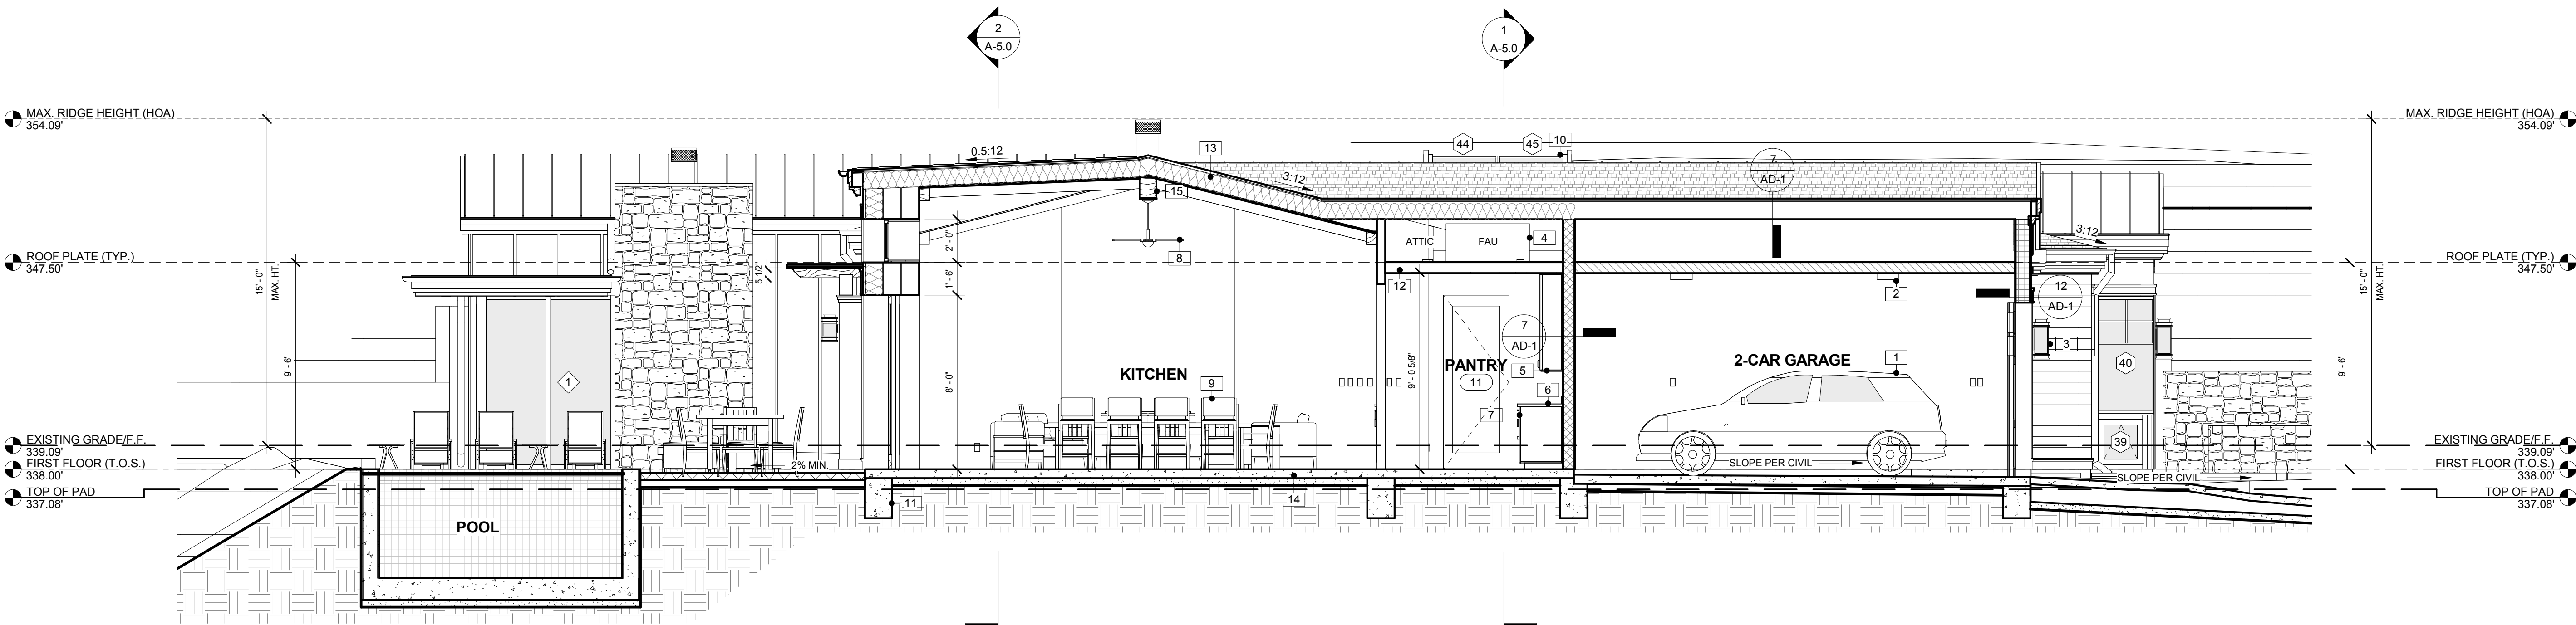 2
A-5.0
1
A-5.0
MAX. RIDGE HEIGHT (HOA)
354.09'
MAX. RIDGE HEIGHT (HOA)
354.09'
0.5:12
13
44
45
10
7
AD-1
3:12
15
3:12
ROOF PLATE (TYP.)
347.50'
15' - 0"
MAX. HT.
5 1/2"
2' - 0"
1' - 6"
8
ATTIC
FAU
4
12
2
12
AD-1
ROOF PLATE (TYP.)
347.50'
15' - 0"
MAX. HT.
9' - 6"
1
8' - 0"
KITCHEN
9
9' - 0 5/8"
PANTRY
11
7
AD-1
5
6
7
2-CAR GARAGE
1
3
40
39
9' - 6"
EXISTING GRADE/F.F.
339.09'
FIRST FLOOR (T.O.S.)
338.00'
TOP OF PAD
337.08'
2% MIN.
SLOPE PER CIVIL
SLOPE PER CIVIL
EXISTING GRADE/F.F.
339.09'
FIRST FLOOR (T.O.S.)
338.00'
TOP OF PAD
337.08'
11
14
POOL